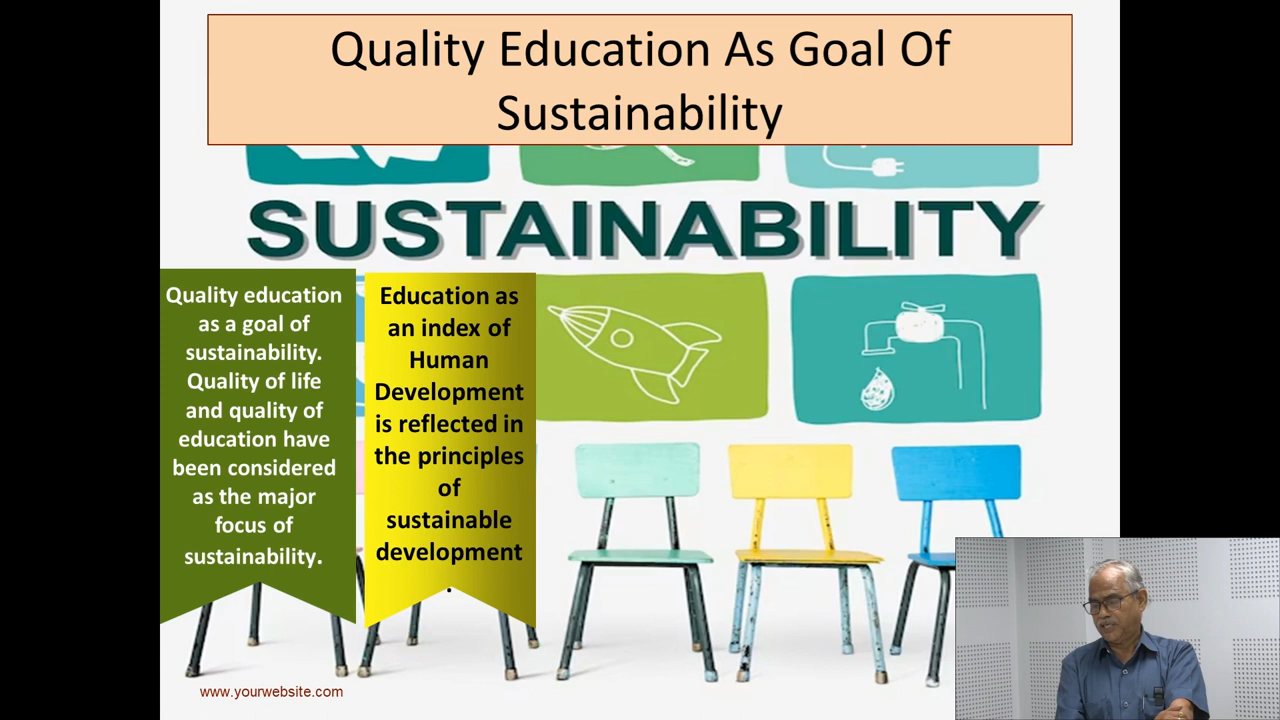 Quality Education As Goal Of
Sustainability
SUSTAINABILITY
Quality education
as a goal of
sustainability.
Quality of life
and quality of
education have
been considered
as the major
focus of
sustainability.
Education as
an index of
Human
Development
is reflected in
the principles
of
sustainable
development
.
www.yourwebsite.com